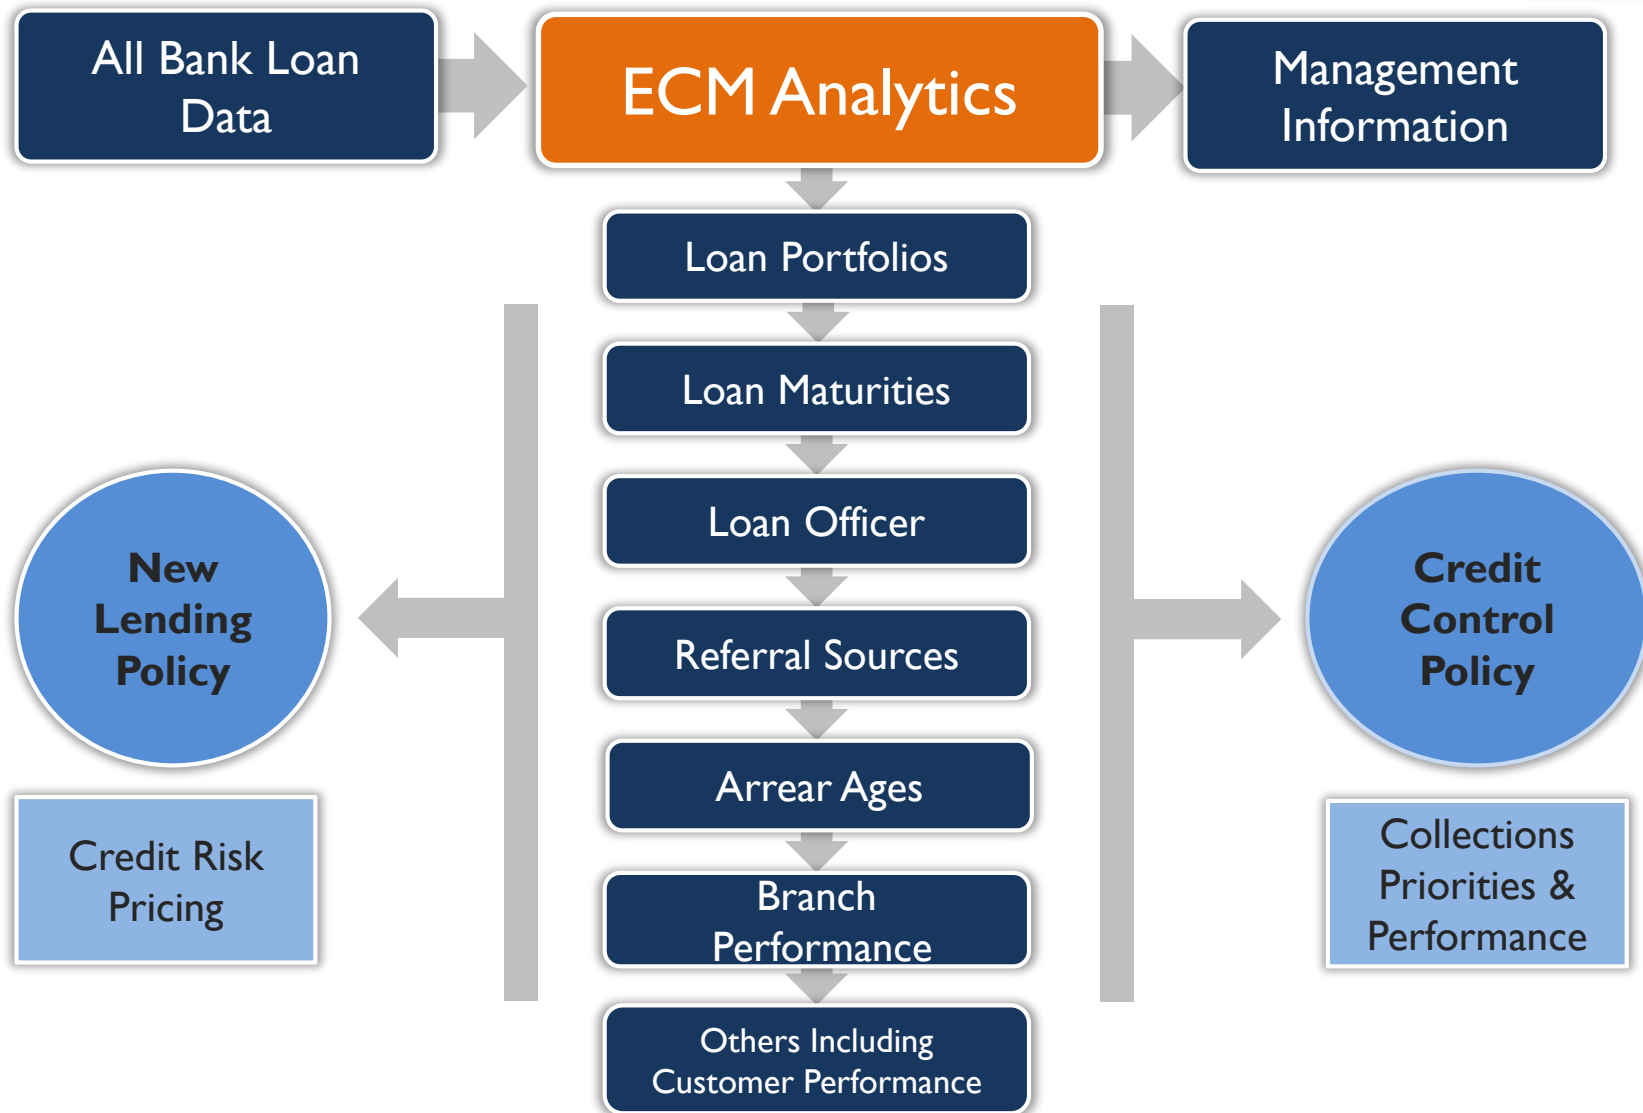 All Bank Loan
Data
ECM Analytics
Management
Information
Loan Portfolios
Loan Maturities
Loan Officer
Referral Sources
Arrear Ages
Branch
Performance
Others Including
Customer Performance
New
Lending
Policy
Credit Risk
Pricing
Credit
Control
Policy
Collections
Priorities &
Performance